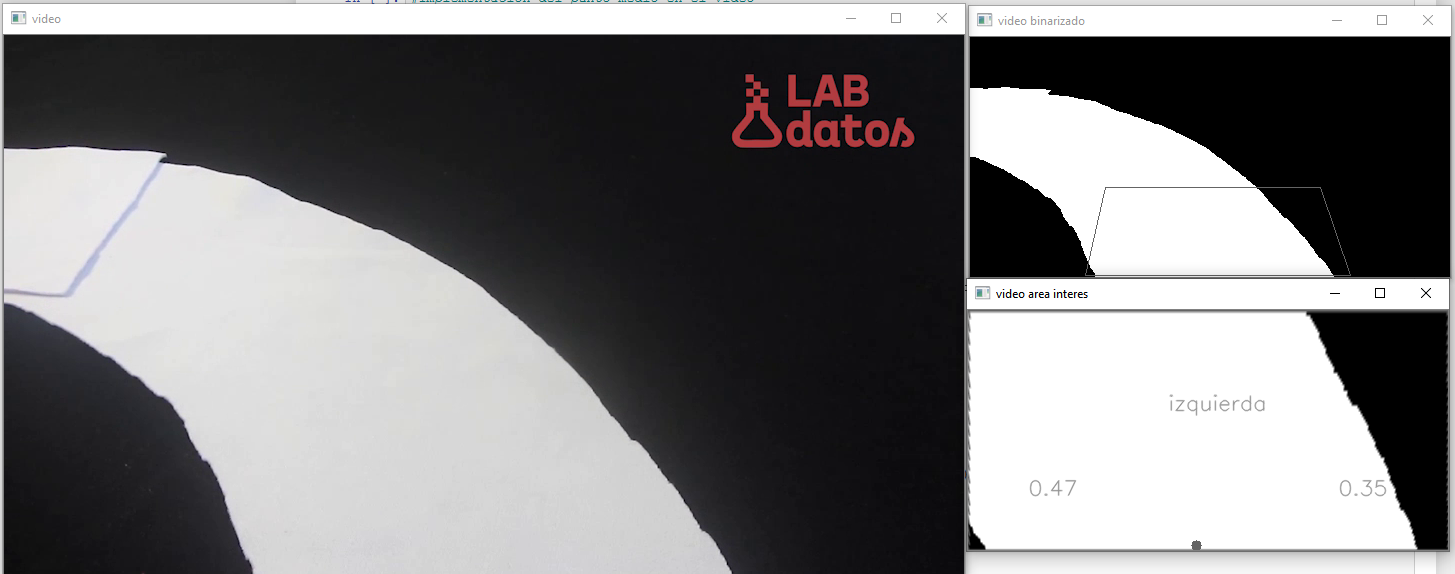 video
LAB
datos
video binarizado
video area interes
izquierda
0.47
0.35